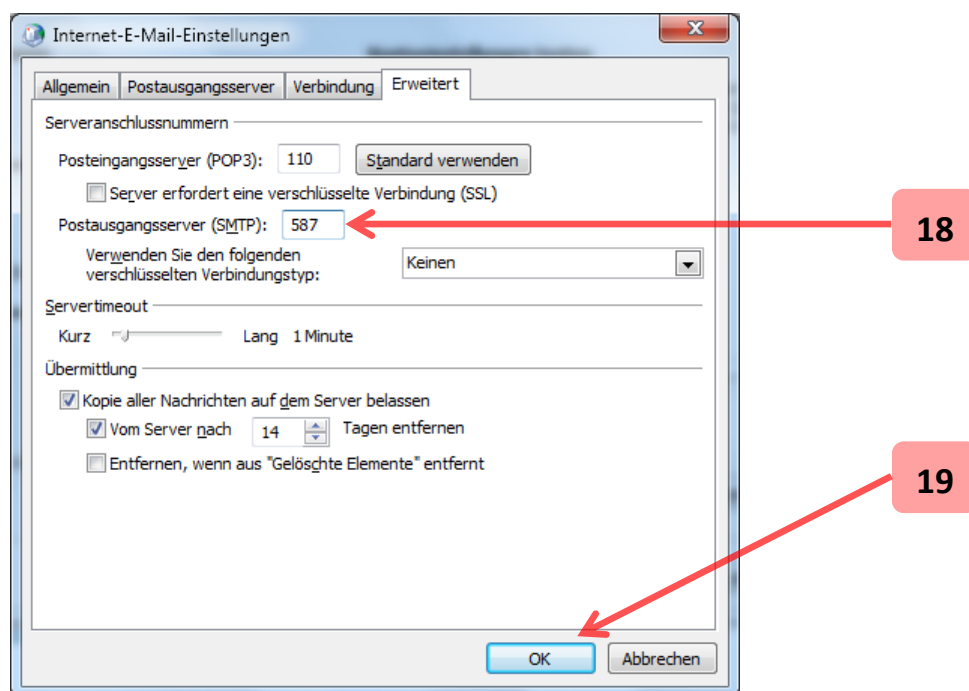 Internet-E-Mail-Einstellungen
Allgemein Postausgangsserver Verbindung Erweitert
Serveranschlussnummern
Posteingangsserver (POP3): 110 Standard verwenden
Server erfordert eine verschlüsselte Verbindung (SSL)
Postausgangsserver (SMTP): 587
18
Verwenden Sie den folgenden
verschlüsselten Verbindungstyp: Keinen
Servertimeout
Kurz Lang 1 Minute
Übermittlung
Kopie aller Nachrichten auf dem Server belassen
Vom Server nach 14 Tagen entfernen
Entfernen, wenn aus "Gelöschte Elemente" entfernt
19
OK Abbrechen